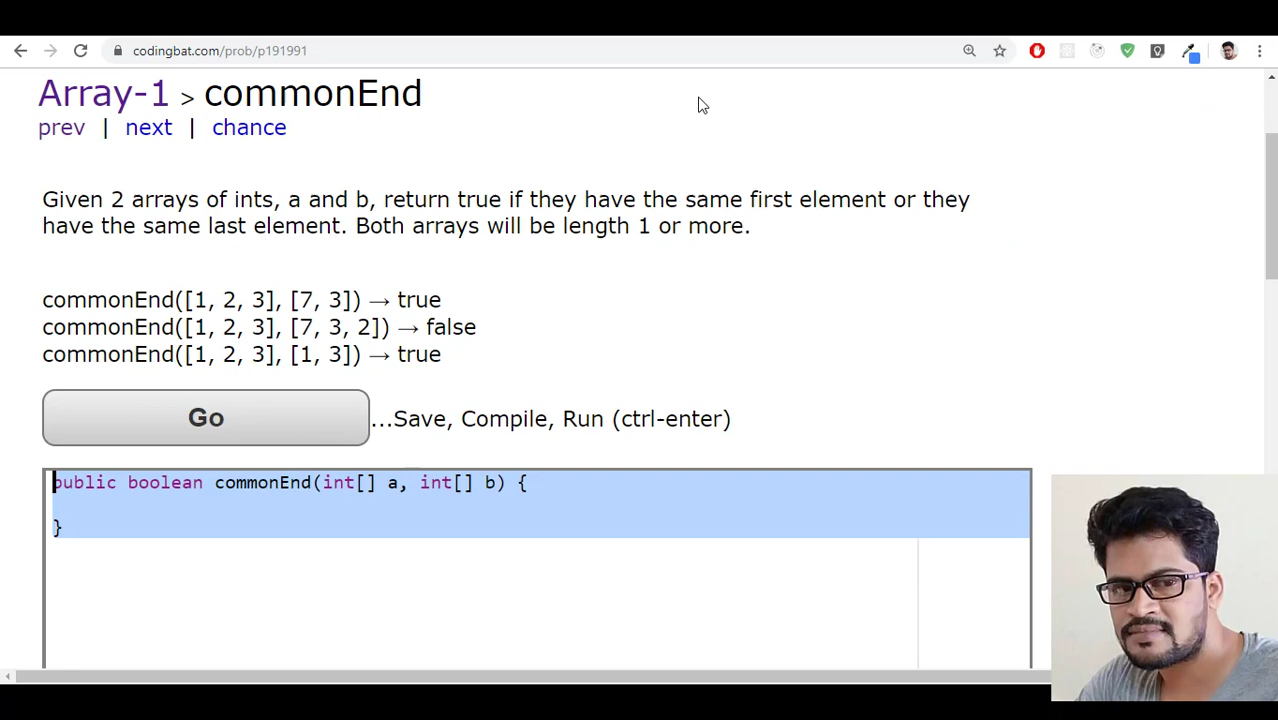 codingbat.com/prob/p191991
Array-1 > commonEnd
prev | next | chance
Given 2 arrays of ints, a and b, return true if they have the same first element or they
have the same last element. Both arrays will be length 1 or more.
commonEnd([1, 2, 3], [7, 3]) → true
commonEnd([1, 2, 3], [7, 3, 2]) → false
commonEnd([1, 2, 3], [1, 3]) → true
Go ...Save, Compile, Run (ctrl-enter)
public boolean commonEnd(int[] a, int[] b) {
}